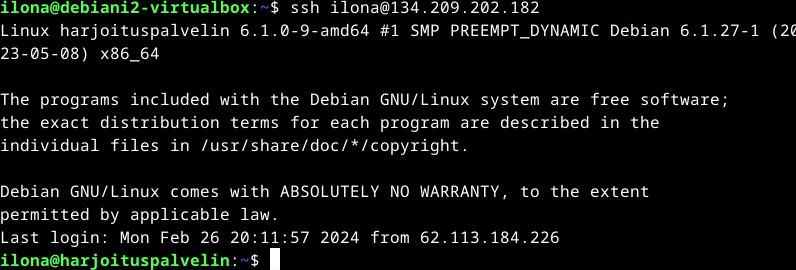 ilona@debiani2-virtualbox:~$ ssh ilona@134.209.202.182
Linux harjoituspalvelin 6.1.0-9-amd64 #1 SMP PREEMPT_DYNAMIC Debian 6.1.27-1 (20
23-05-08) x86_64

The programs included with the Debian GNU/Linux system are free software;
the exact distribution terms for each program are described in the
individual files in /usr/share/doc/*/copyright.

Debian GNU/Linux comes with ABSOLUTELY NO WARRANTY, to the extent
permitted by applicable law.
Last login: Mon Feb 26 20:11:57 2024 from 62.113.184.226
ilona@harjoituspalvelin:~$